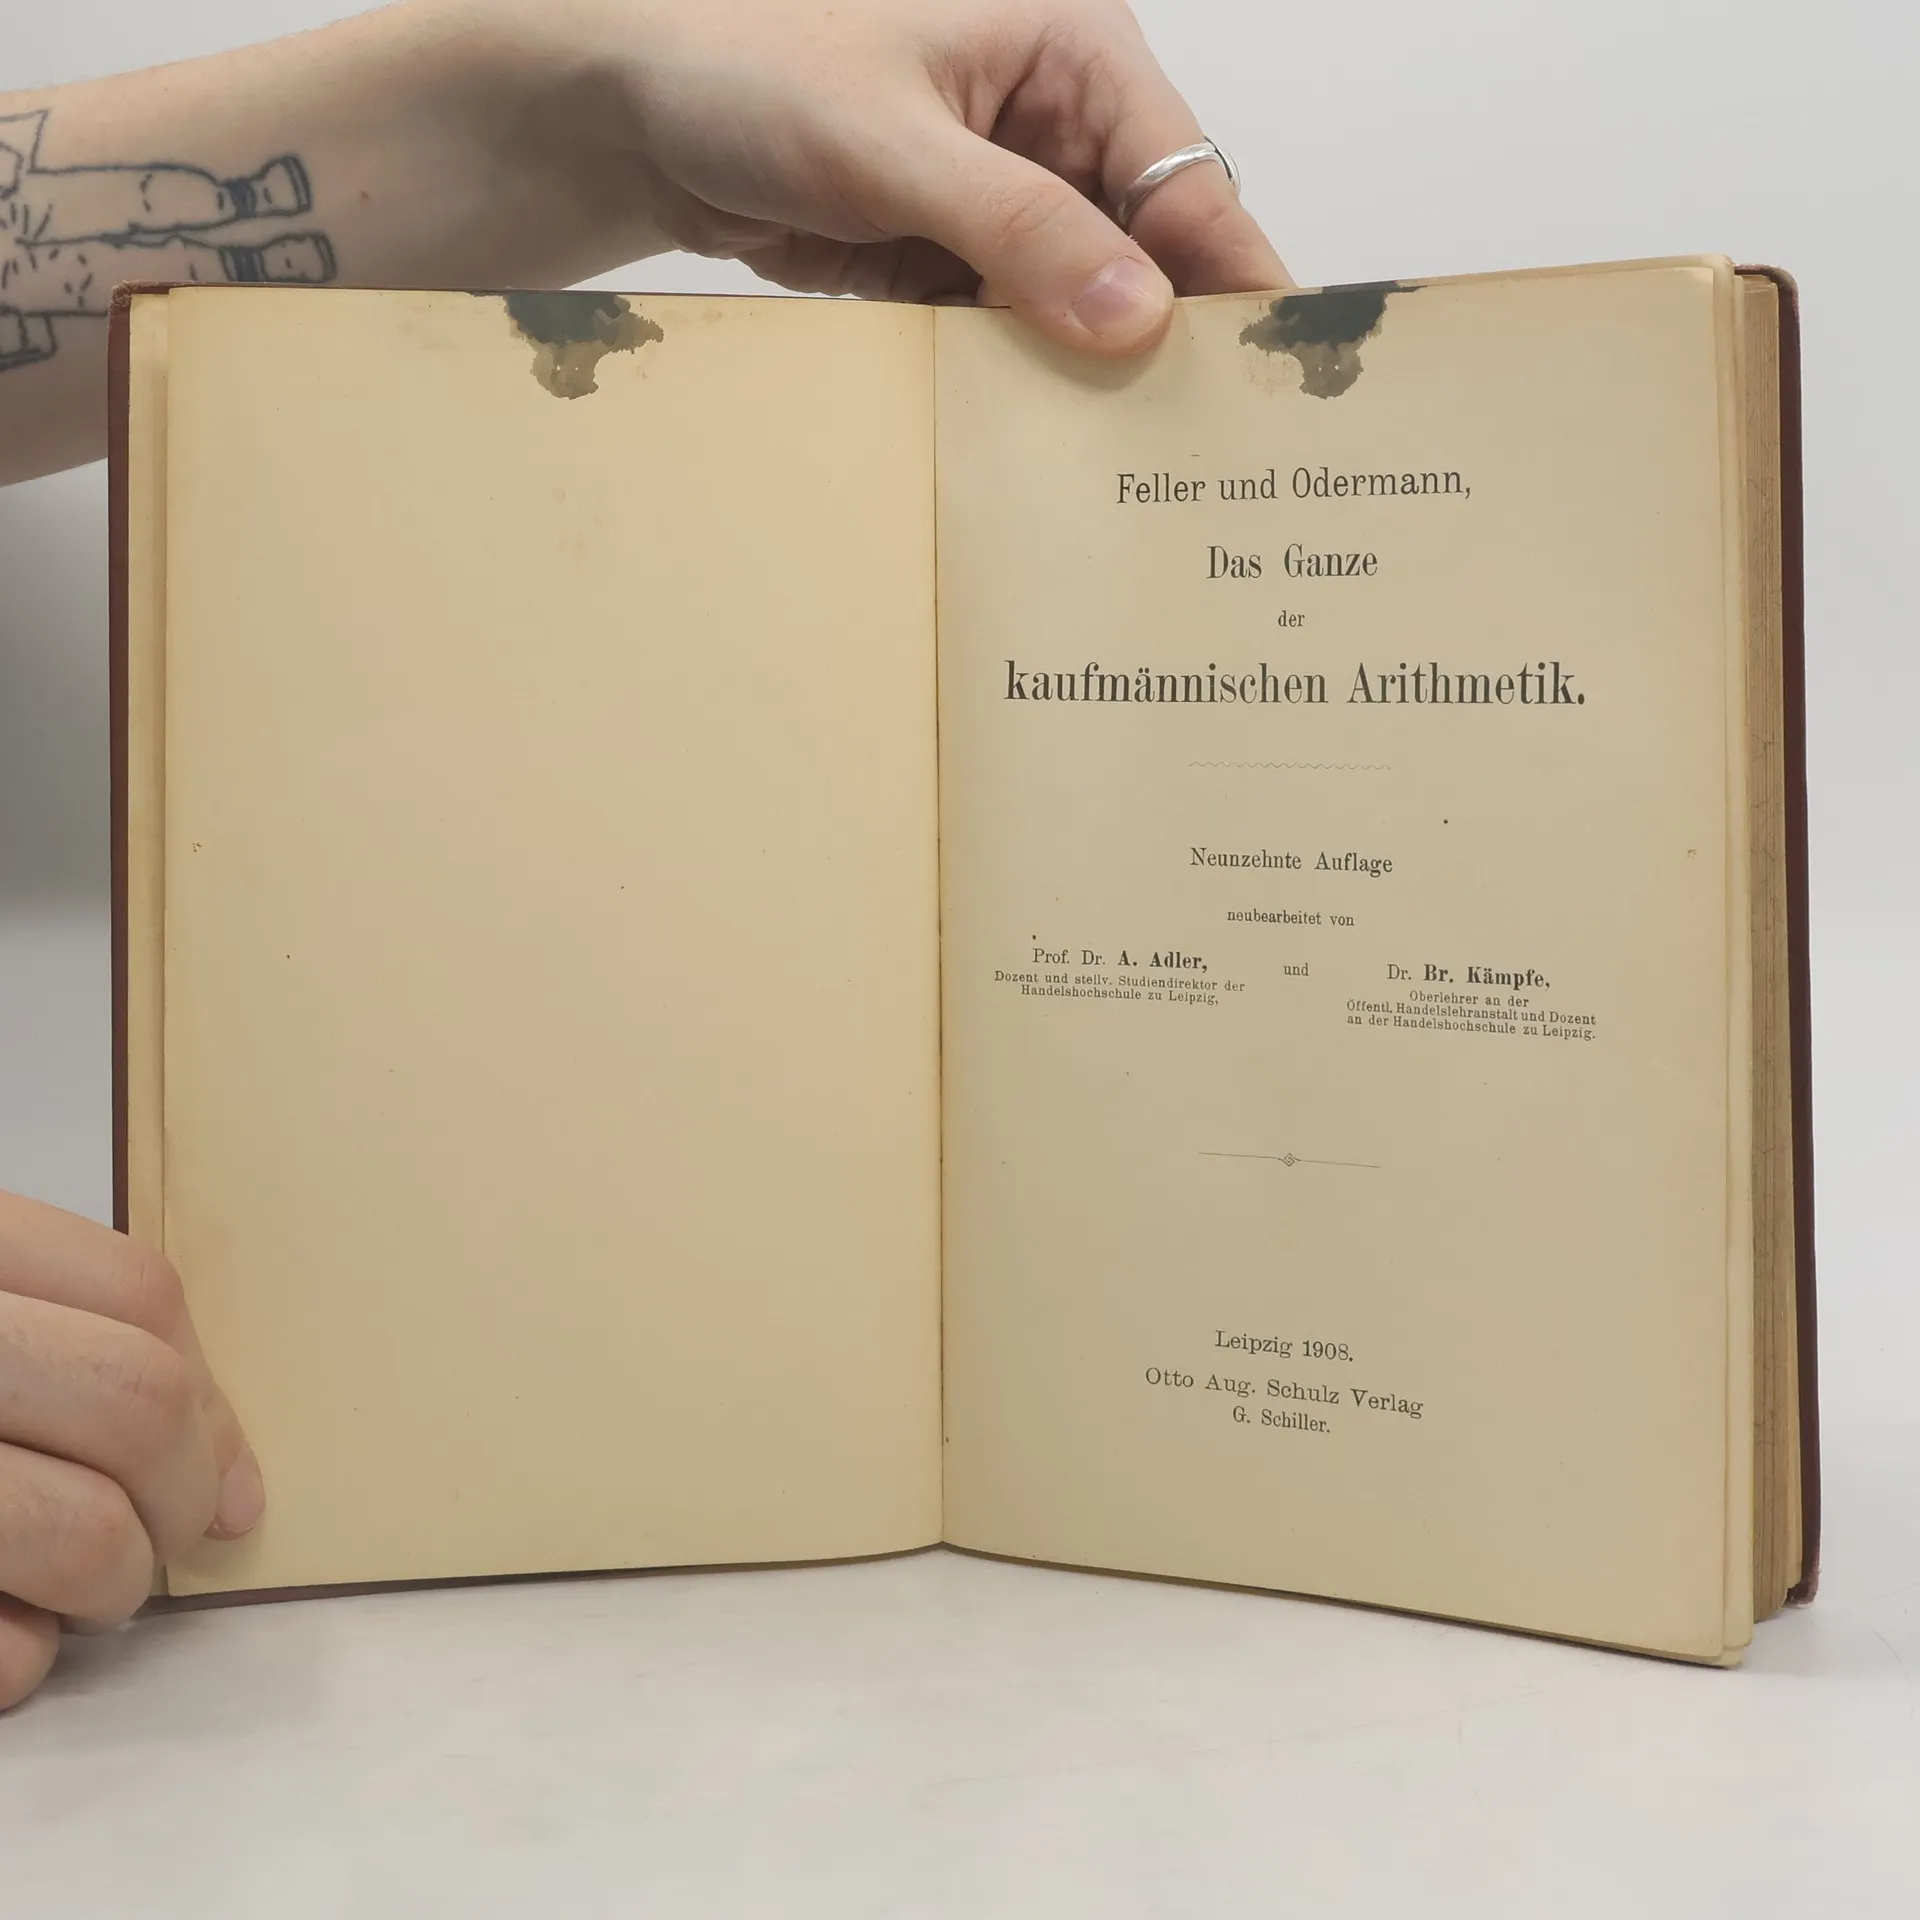 Feller und Odermann,
Das Ganze
der
kaufmännischen Arithmetik.
Neunzehnte Auflage
neubearbeitet von
Prof. Dr. A. Adler,
Dozent und stellv. Studiendirektor der
Handelshochschule zu Leipzig,
und
Dr. Br. Kämpfe,
Oberlehrer an der
Öffentl. Handelslehranstalt und Dozent
an der Handelshochschule zu Leipzig.
Leipzig 1908.
Otto Aug. Schulz Verlag
G. Schiller.